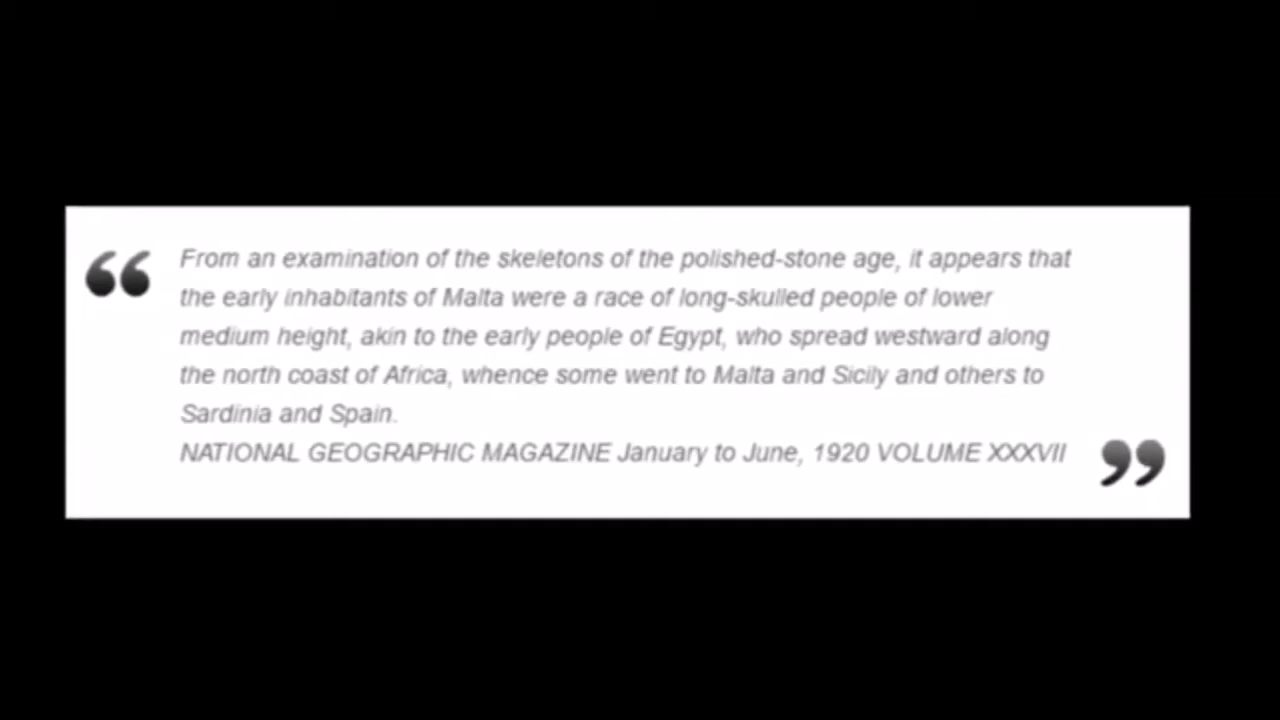 “ From an examination of the skeletons of the polished-stone age, it appears that
the early inhabitants of Malta were a race of long-skulled people of lower
medium height, akin to the early people of Egypt, who spread westward along
the north coast of Africa, whence some went to Malta and Sicily and others to
Sardinia and Spain.
NATIONAL GEOGRAPHIC MAGAZINE January to June, 1920 VOLUME XXXVII ”